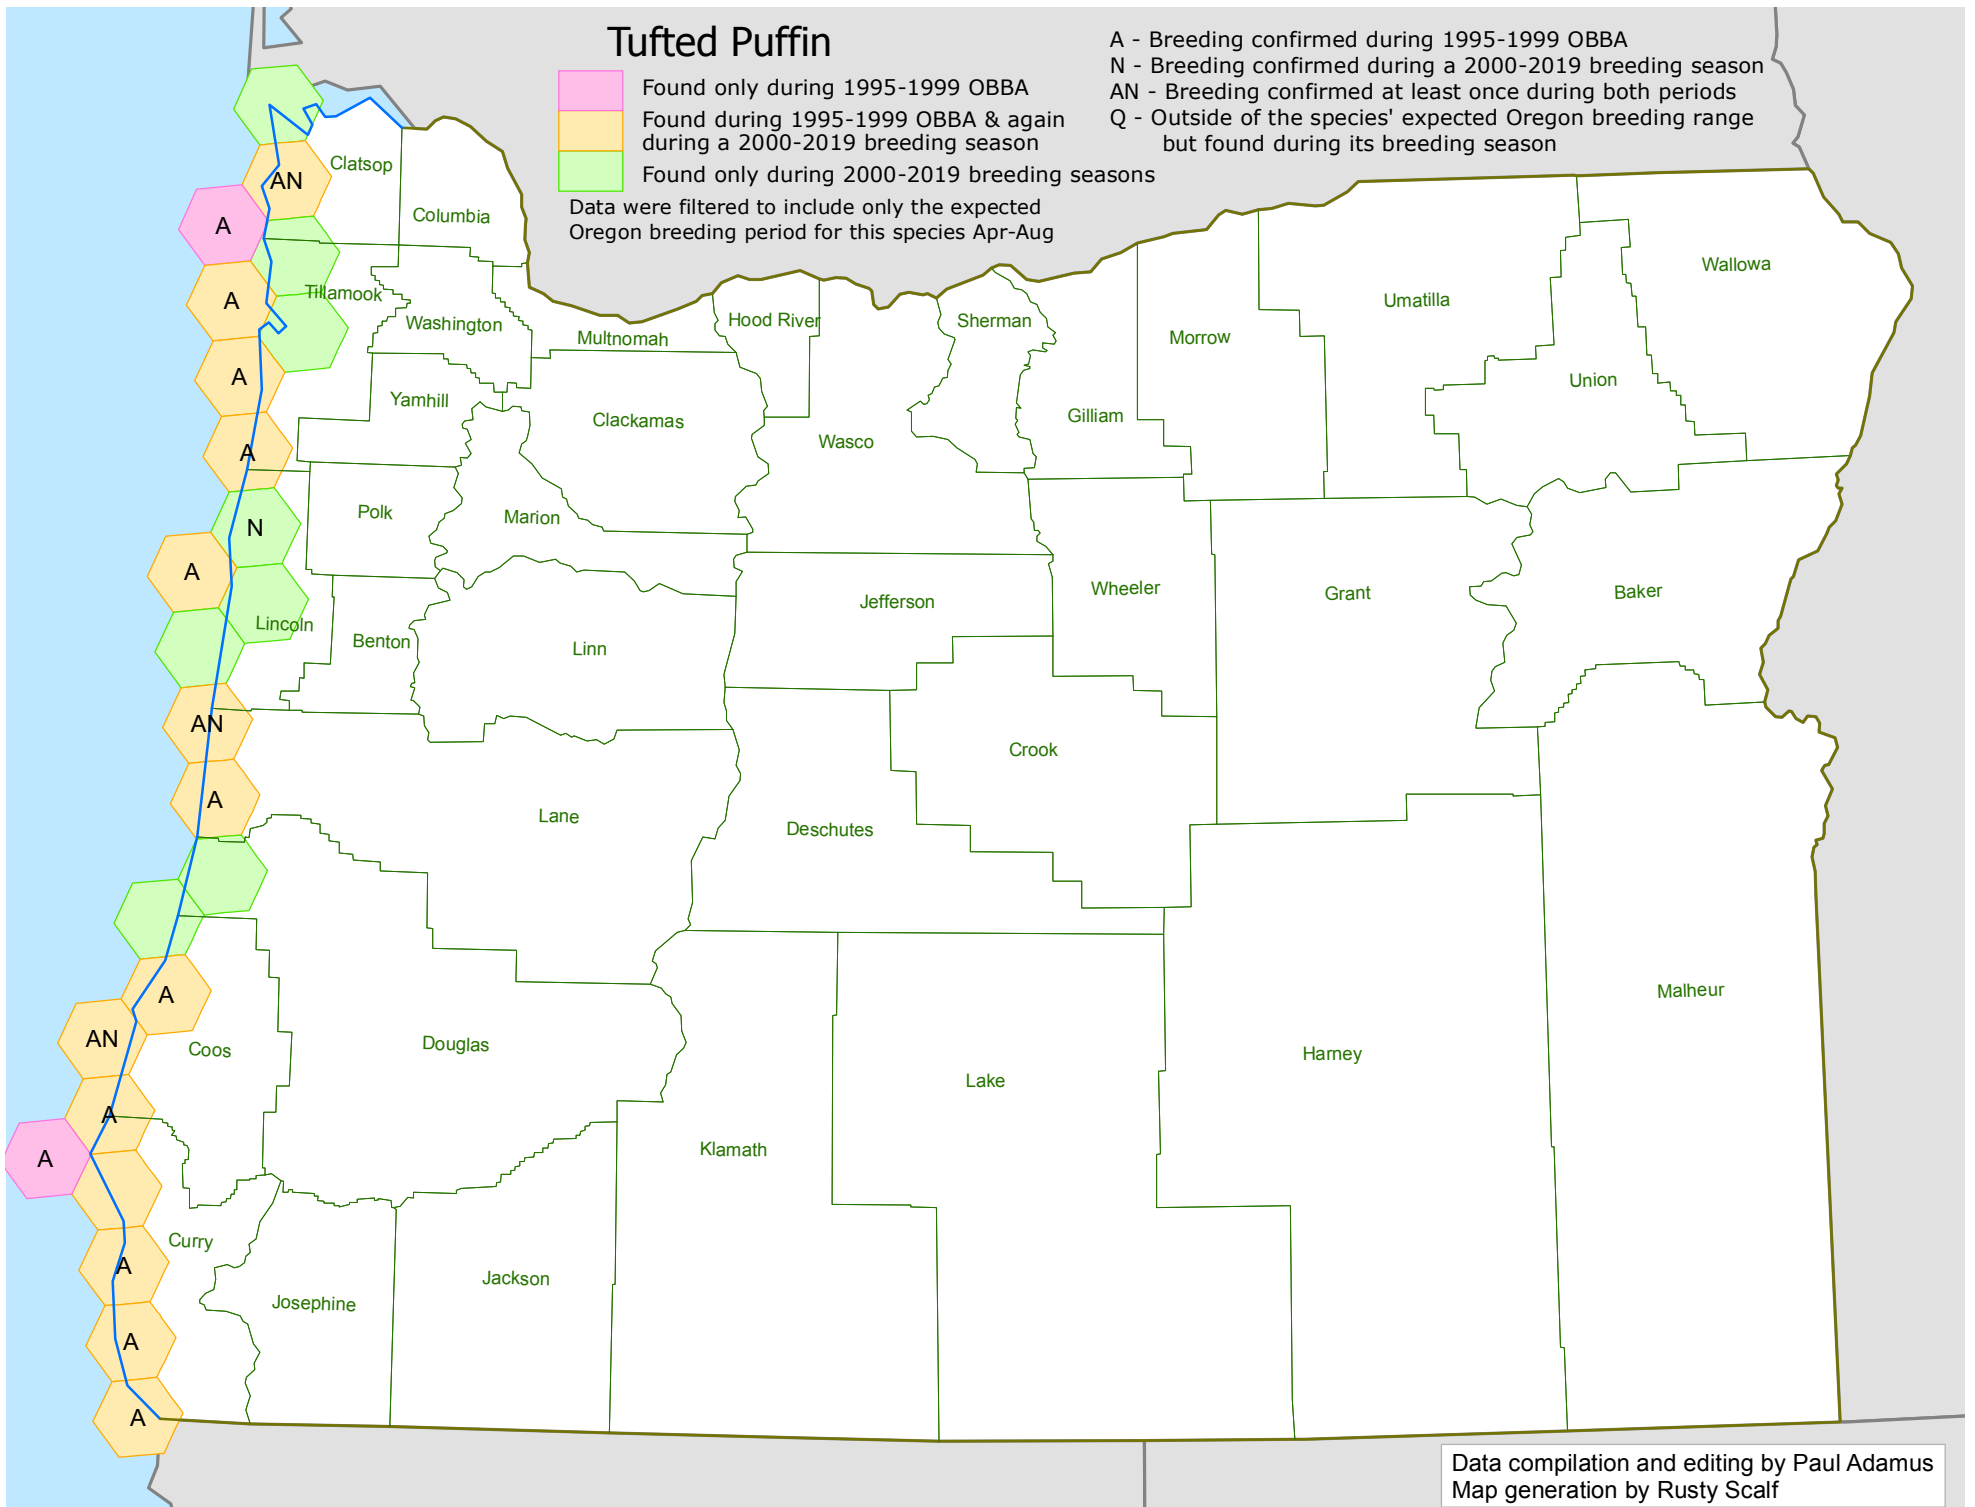 Tufted Puffin
Found only during 1995-1999 OBBA
Found during 1995-1999 OBBA & again
during a 2000-2019 breeding season
Found only during 2000-2019 breeding seasons
Data were filtered to include only the expected
Oregon breeding period for this species Apr-Aug
A - Breeding confirmed during 1995-1999 OBBA
N - Breeding confirmed during a 2000-2019 breeding season
AN - Breeding confirmed at least once during both periods
Q - Outside of the species' expected Oregon breeding range
but found during its breeding season
Clatsop
AN
Columbia
A
Wallowa
Tillamook
A
Umatilla
Washington
Hood River
Sherman
Multnomah
Morrow
A
Union
Yamhill
Clackamas
Gilliam
Wasco
A
Polk
Marion
N
A
Jefferson
Wheeler
Grant
Baker
Lincoln
Benton
Linn
AN
Crook
A
Lane
Deschutes
A
Malheur
AN
Coos
Douglas
Harney
Lake
A
Klamath
A
Curry
A
Jackson
Josephine
A
A
Data compilation and editing by Paul Adamus
Map generation by Rusty Scalf